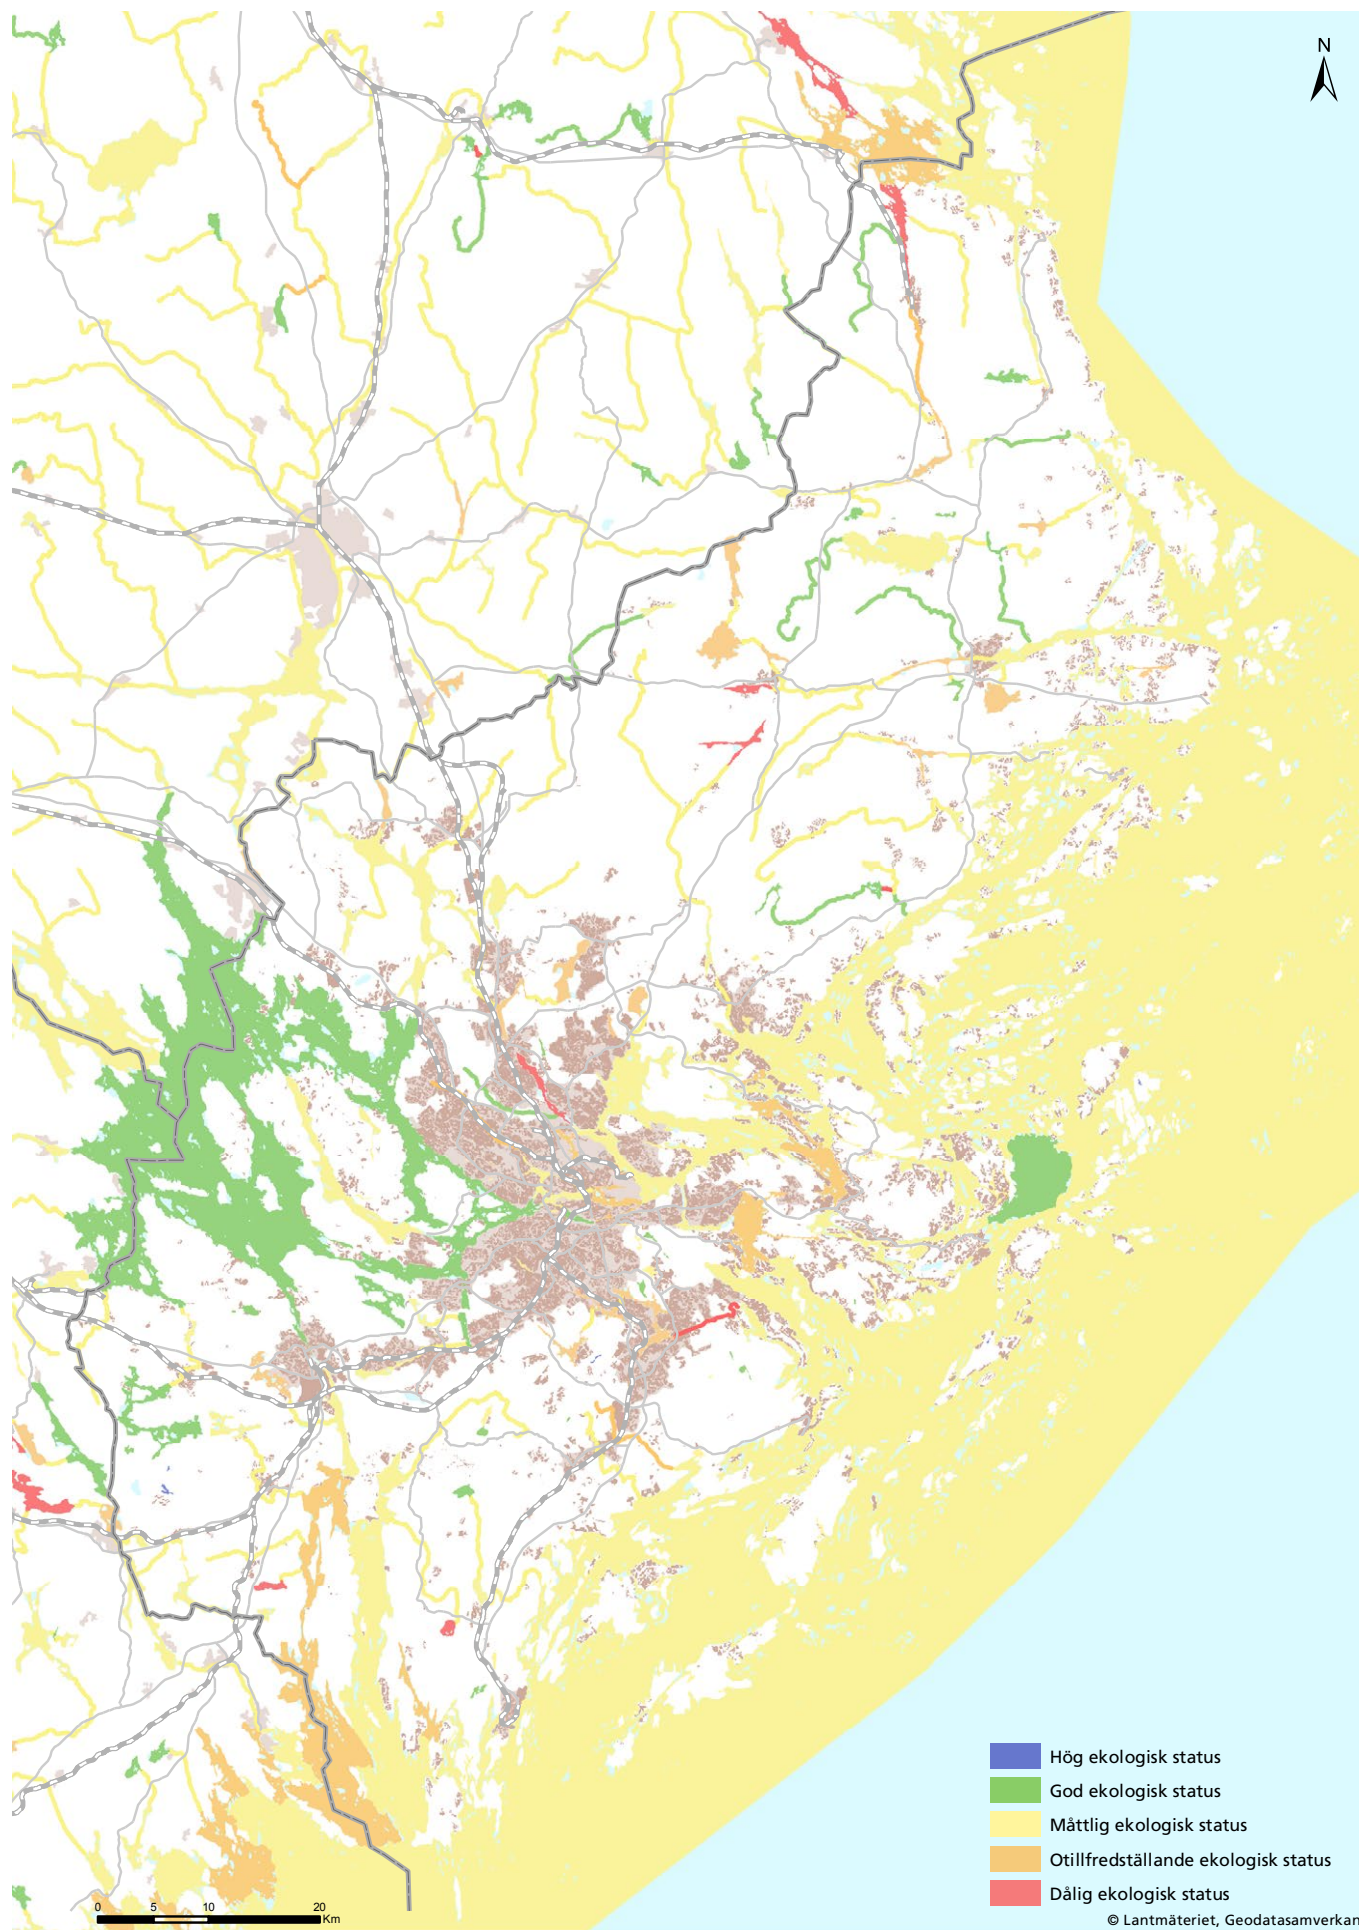 N
Hög ekologisk status
God ekologisk status
Måttlig ekologisk status
Otillfredställande ekologisk status
Dålig ekologisk status
0 5 10 20
Km
© Lantmäteriet, Geodatasamverkan